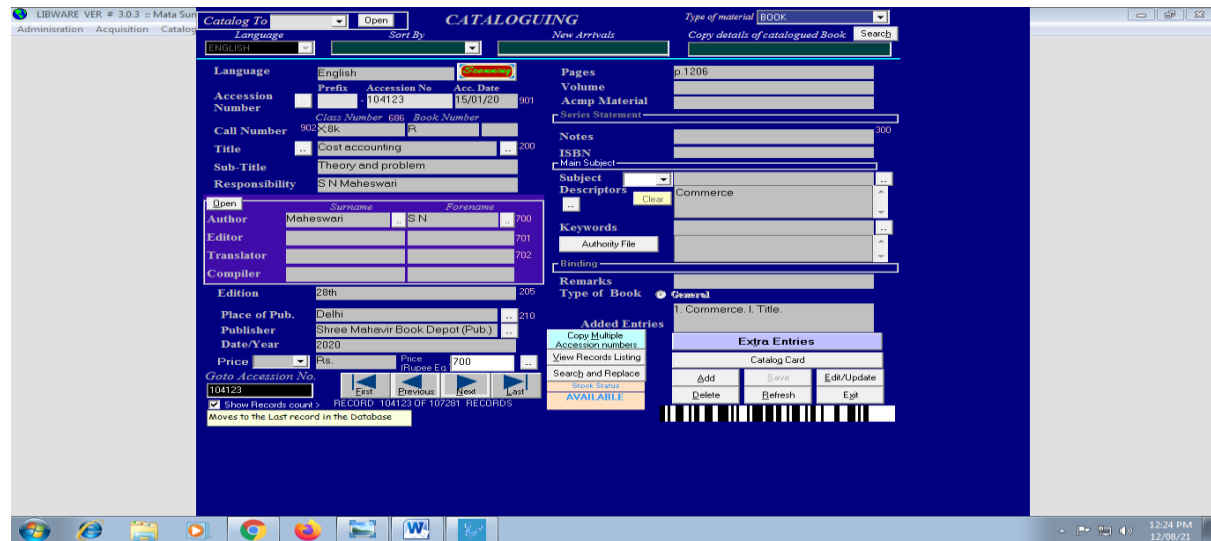 LIBWARE VER # 3.0.3 :: Mata Sun
Adminisration Acquisition Catalog
Catalog To Open CATALOGUING Type of material BOOK
Language Sort By New Arrivals Copy details of catalogued Book Search
ENGLISH
Language English Scanning
Prefix Accession No Acc. Date
Accession Number .. - 104123 15/01/20 901
Class Number 686 Book Number
Call Number 902 X:8k R
Title .. Cost accounting .. 200
Sub-Title Theory and problem
Responsibility S N Maheswari
Open Surname Forename
Author Maheswari .. S N .. 700
Editor 701
Translator 702
Compiler
Edition 28th 205
Place of Pub. Delhi .. 210
Publisher Shree Mahavir Book Depot (Pub.) ..
Date/Year 2020
Price Rs. Price (Rupee Eq 700 ..
Goto Accession No.
104123 First Previous Next Last
Show Records count > RECORD 104123 OF 107281 RECORDS
Moves to the Last record in the Database
Pages p.1206
Volume
Acmp Material
Series Statement
Notes 300
ISBN
Main Subject
Subject ..
Descriptors .. Clear Commerce
Keywords ..
Authority File
Binding
Remarks
Type of Book General
Added Entries 1. Commerce. I. Title.
Copy Multiple Accession numbers
View Records Listing
Search and Replace
Stock Status
AVAILABLE
Extra Entries
Catalog Card
Add Save Edit/Update
Delete Refresh Exit
12:24 PM
12/08/21